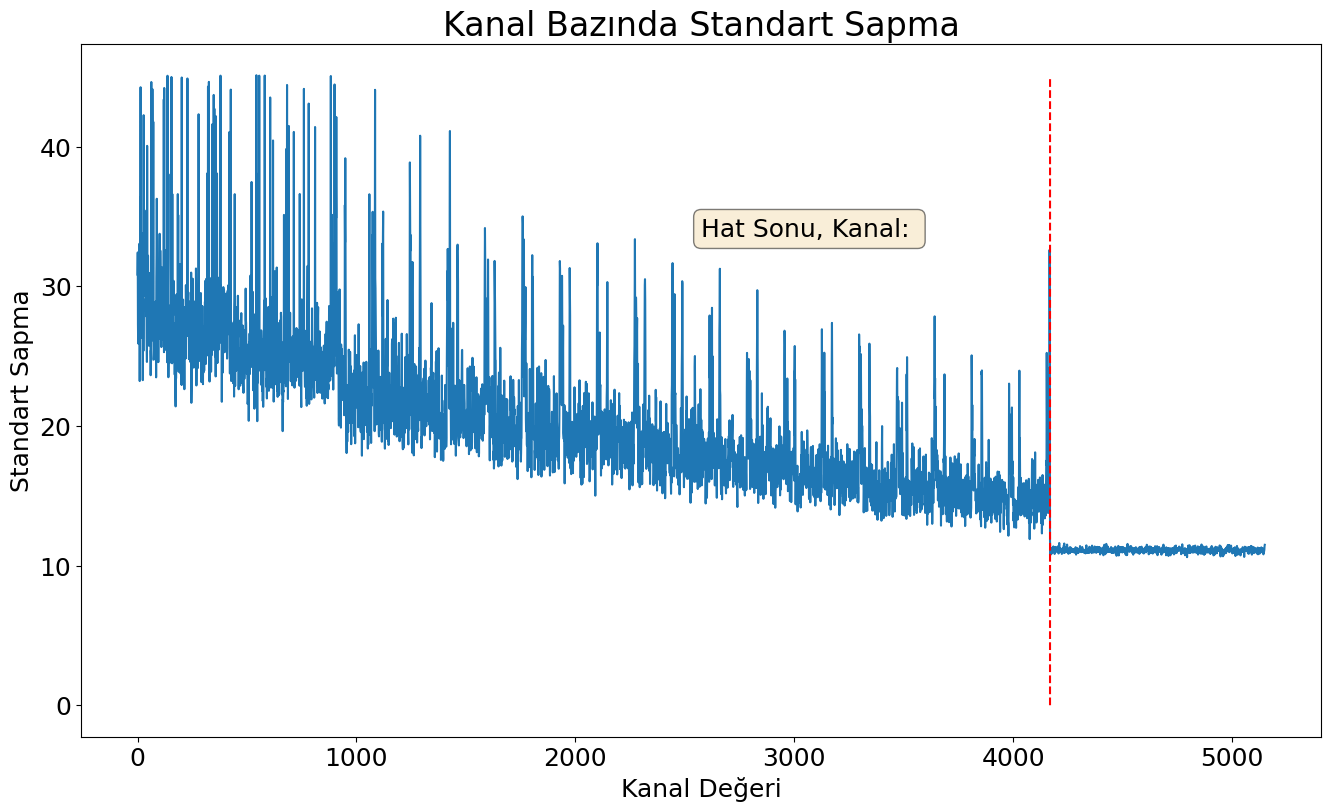 Kanal Bazında Standart Sapma
Standart Sapma
40
30
20
10
0
Hat Sonu, Kanal:
0 1000 2000 3000 4000 5000
Kanal Değeri